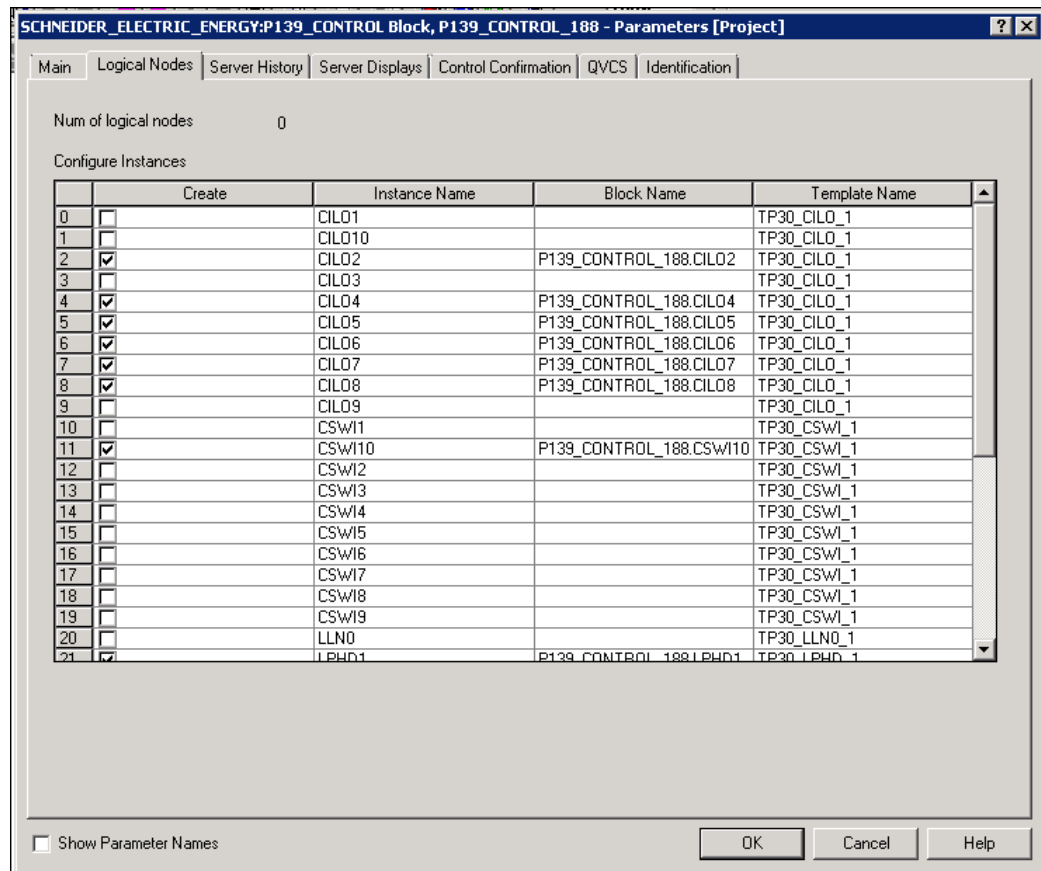 SCHNEIDER_ELECTRIC_ENERGY:P139_CONTROL Block, P139_CONTROL_188 - Parameters [Project]
Main Logical Nodes Server History Server Displays Control Confirmation QVCS Identification
Num of logical nodes 0
Configure Instances
Create Instance Name Block Name Template Name
0 CILO1 TP30_CILO_1
1 CILO10 TP30_CILO_1
2 CILO2 P139_CONTROL_188.CILO2 TP30_CILO_1
3 CILO3 TP30_CILO_1
4 CILO4 P139_CONTROL_188.CILO4 TP30_CILO_1
5 CILO5 P139_CONTROL_188.CILO5 TP30_CILO_1
6 CILO6 P139_CONTROL_188.CILO6 TP30_CILO_1
7 CILO7 P139_CONTROL_188.CILO7 TP30_CILO_1
8 CILO8 P139_CONTROL_188.CILO8 TP30_CILO_1
9 CILO9 TP30_CILO_1
10 CSWI1 TP30_CSWI_1
11 CSWI10 P139_CONTROL_188.CSWI10 TP30_CSWI_1
12 CSWI2 TP30_CSWI_1
13 CSWI3 TP30_CSWI_1
14 CSWI4 TP30_CSWI_1
15 CSWI5 TP30_CSWI_1
16 CSWI6 TP30_CSWI_1
17 CSWI7 TP30_CSWI_1
18 CSWI8 TP30_CSWI_1
19 CSWI9 TP30_CSWI_1
20 LLN0 TP30_LLN0_1
21 LPHD1 P139_CONTROL_188.LPHD1 TP30_LPHD_1
Show Parameter Names OK Cancel Help